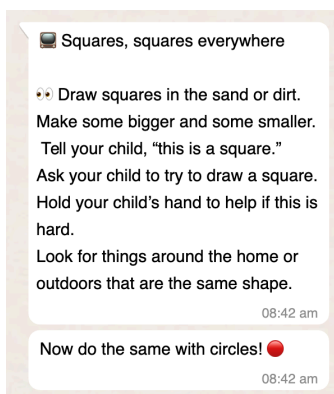 📺 Squares, squares everywhere
👀 Draw squares in the sand or dirt.
Make some bigger and some smaller.
Tell your child, “this is a square.”
Ask your child to try to draw a square.
Hold your child’s hand to help if this is
hard.
Look for things around the home or
outdoors that are the same shape.
08:42 am
Now do the same with circles! 🔴
08:42 am